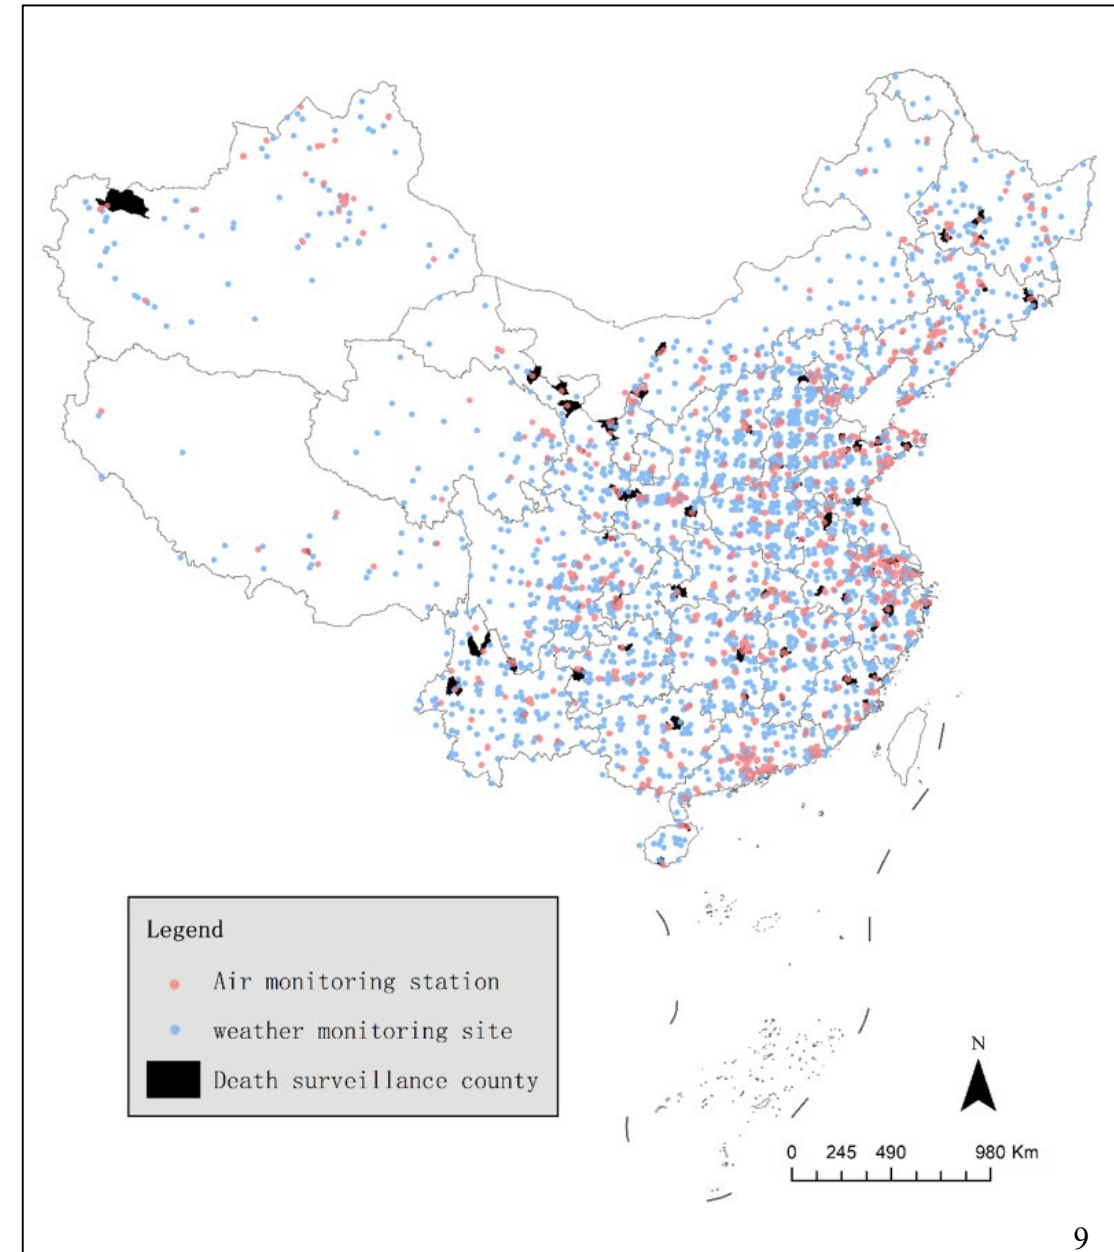 Legend
Air monitoring station
weather monitoring site
Death surveillance county
N
0 245 490 980 Km
9